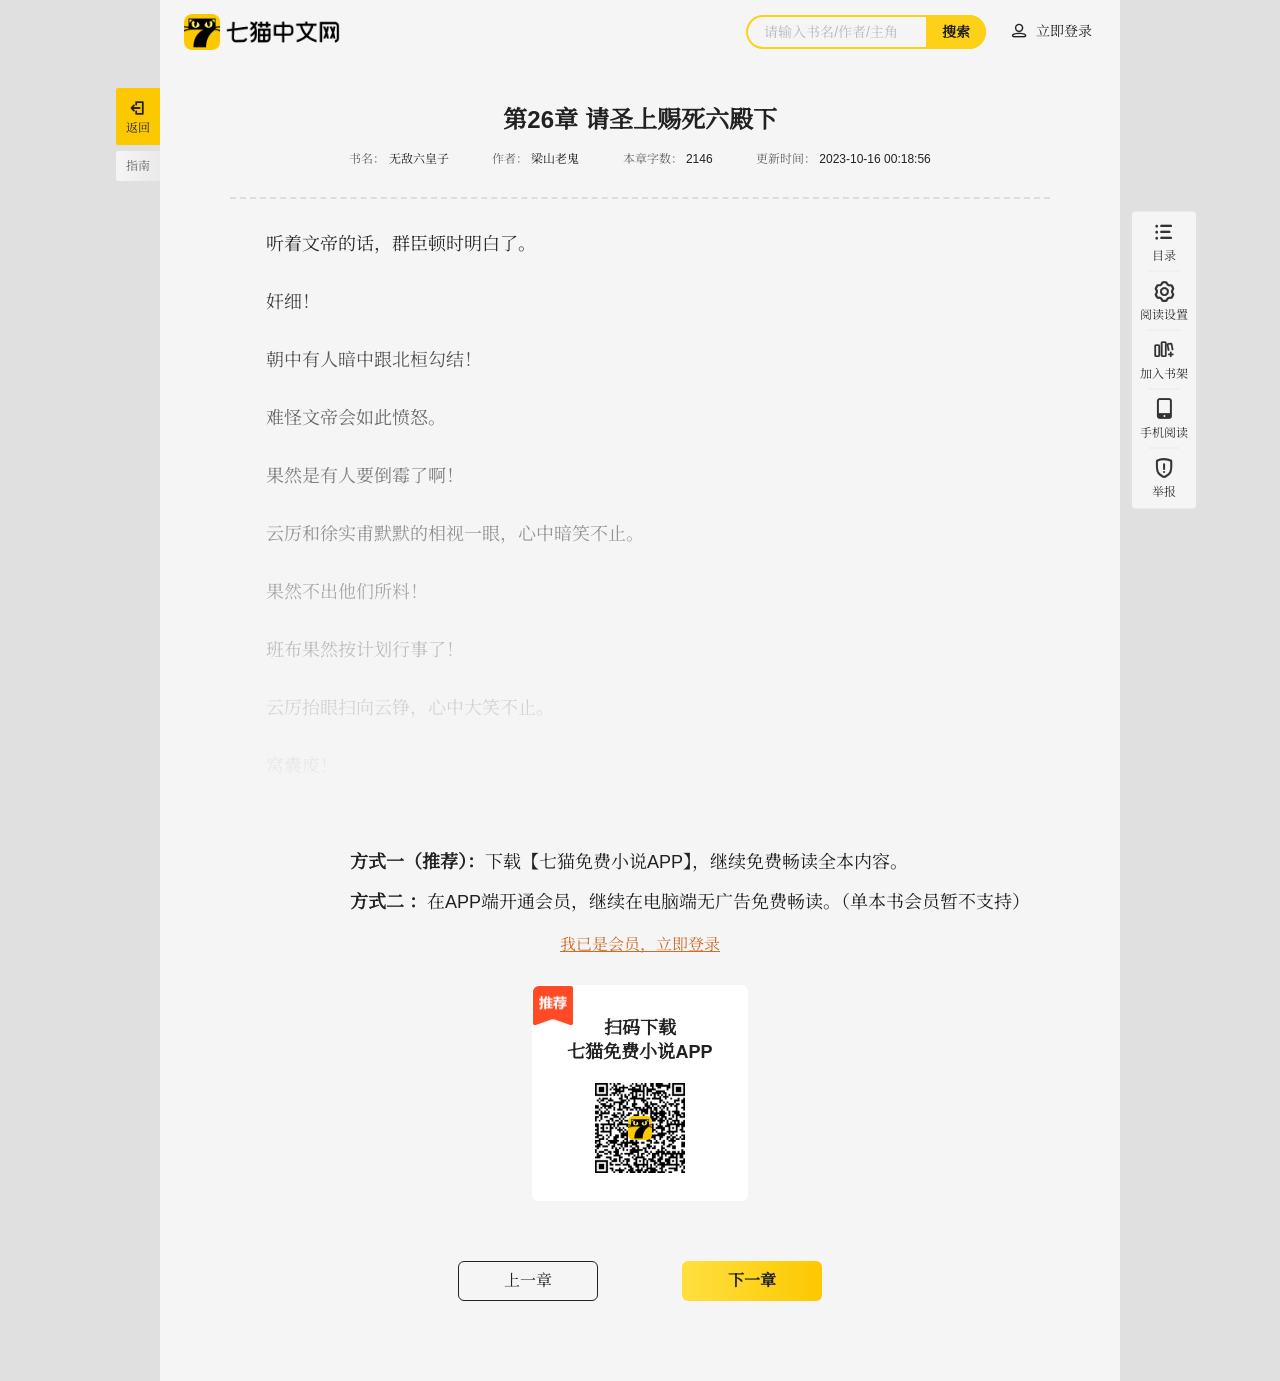 七猫中文网
请输入书名/作者/主角
搜索
立即登录
返回
指南
第26章 请圣上赐死六殿下
书名： 无敌六皇子 作者： 梁山老鬼 本章字数： 2146 更新时间： 2023-10-16 00:18:56
听着文帝的话，群臣顿时明白了。
奸细！
朝中有人暗中跟北桓勾结！
难怪文帝会如此愤怒。
果然是有人要倒霉了啊！
云厉和徐实甫默默的相视一眼，心中暗笑不止。
果然不出他们所料！
班布果然按计划行事了！
云厉抬眼扫向云铮，心中大笑不止。
窝囊废！
目录
阅读设置
加入书架
手机阅读
举报
方式一（推荐）：下载【七猫免费小说APP】，继续免费畅读全本内容。
方式二 ：在APP端开通会员，继续在电脑端无广告免费畅读。（单本书会员暂不支持）
我已是会员，立即登录
推荐
扫码下载
七猫免费小说APP
上一章
下一章